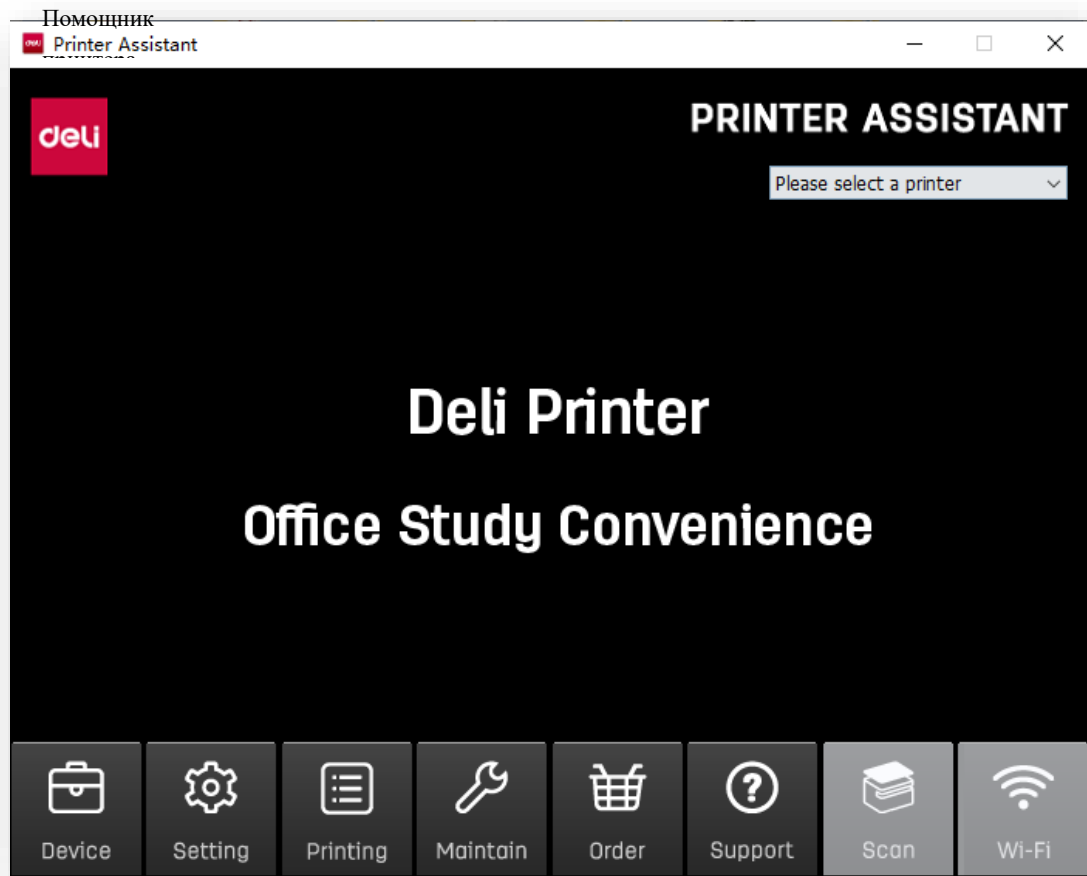 Помощник
Printer Assistant
deli
PRINTER ASSISTANT
Please select a printer
Deli Printer
Office Study Convenience
Device
Setting
Printing
Maintain
Order
Support
Scan
Wi-Fi